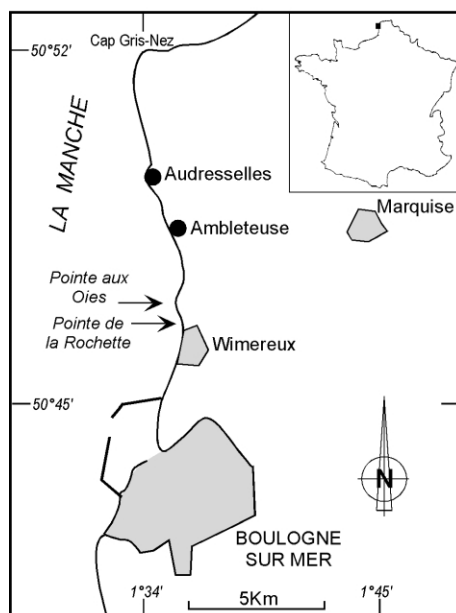 Cap Gris-Nez
50°52'
LA MANCHE
Audresselles
Marquise
Ambleteuse
Pointe aux
Oies
Pointe de
la Rochette
Wimereux
50°45'
N
BOULOGNE
SUR MER
1°34'
5Km
1°45'